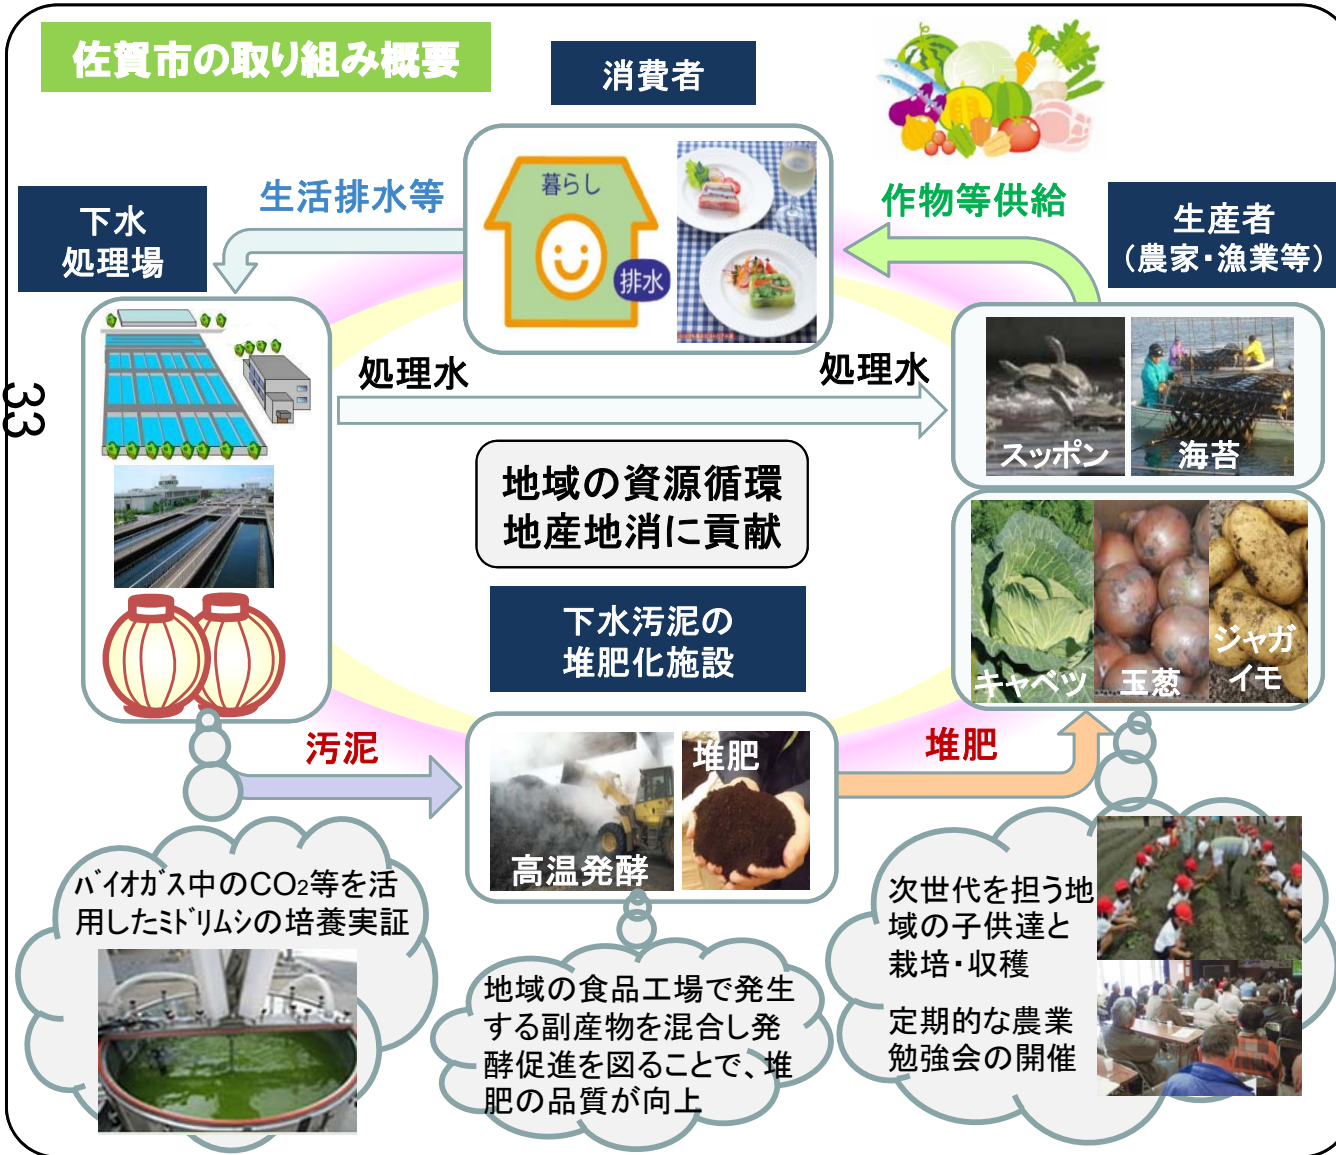 佐賀市の取り組み概要
消費者
暮らし
排水
生活排水等
作物等供給
下水
処理場
生産者
（農家・漁業等）
処理水
処理水
スッポン
海苔
33
地域の資源循環
地産地消に貢献
キャベツ
玉葱
ジャガ
イモ
下水汚泥の
堆肥化施設
汚泥
堆肥
堆肥
高温発酵
ﾊﾞｲｵｶﾞｽ中のCO₂等を活
用したﾐﾄﾞﾘﾑｼの培養実証
地域の食品工場で発生
する副産物を混合し発
酵促進を図ることで、堆
肥の品質が向上
次世代を担う地
域の子供達と
栽培・収穫
定期的な農業
勉強会の開催